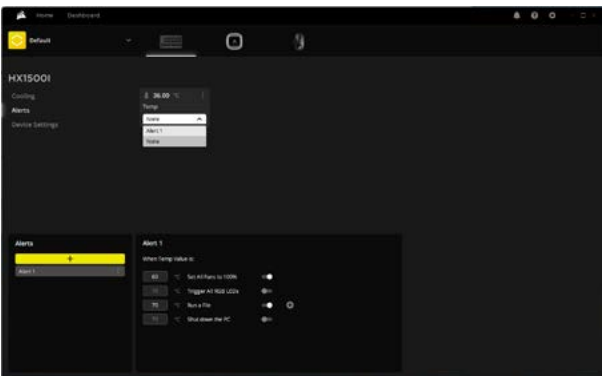 Home Dashboard
Default
HX1500I
Cooling
Alerts
Device Settings
36.00 °C
Temp
None
Alert 1
None
Alerts
+
Alert 1
Alert 1
When Temp Value is:
60 °C Set All Fans to 100%
°C Trigger All RGB LEDs
70 °C Run a File
°C Shut down the PC